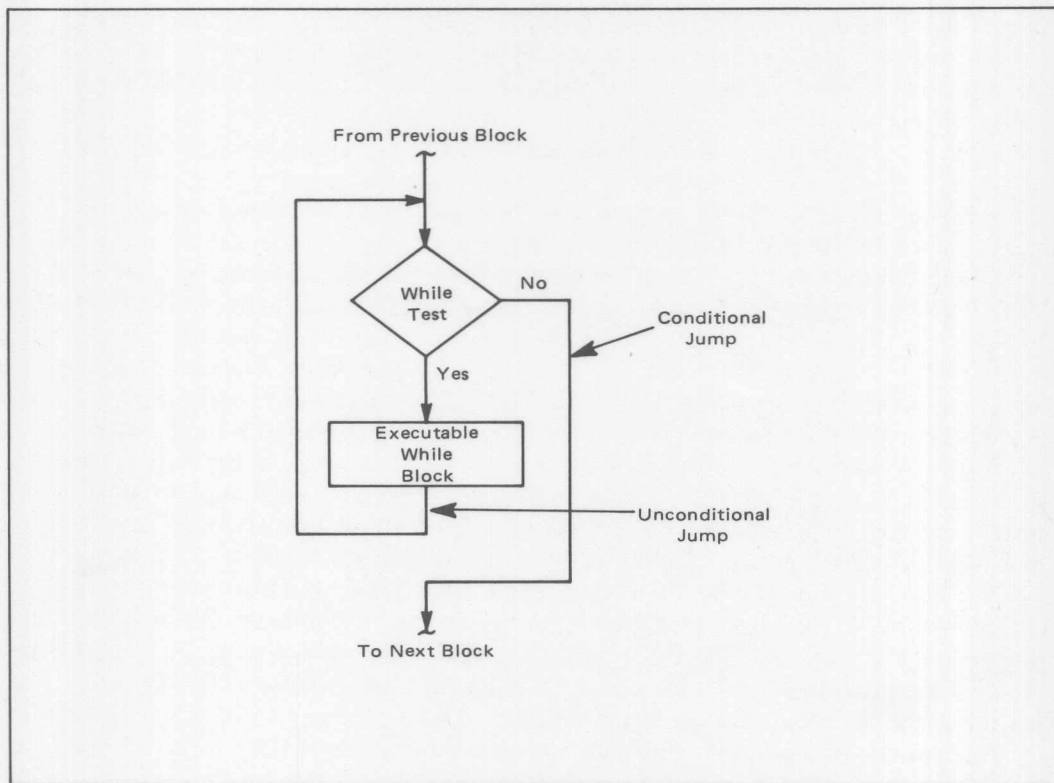 From Previous Block
While
Test
No
Conditional
Jump
Yes
Executable
While
Block
Unconditional
Jump
To Next Block